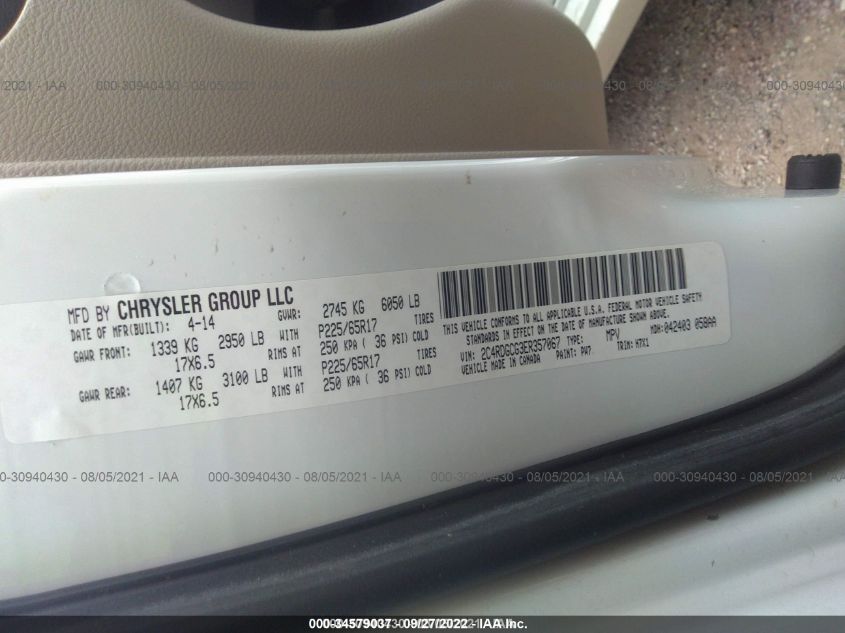 2021 - IAA 000-30940430 - 08/05/2021 - IAA 000-30940430 - 08/05/2021 - IAA 000-30940430
MFD BY CHRYSLER GROUP LLC
DATE OF MFR(BUILT): 4-14 GVWR: 2745 KG 6050 LB
GAWR FRONT: 1339 KG 2950 LB WITH P225/65R17 TIRES
17X6.5 RIMS AT 250 KPA ( 36 PSI) COLD
GAWR REAR: 1407 KG 3100 LB WITH P225/65R17 TIRES
17X6.5 RIMS AT 250 KPA ( 36 PSI) COLD
THIS VEHICLE CONFORMS TO ALL APPLICABLE U.S.A. FEDERAL MOTOR VEHICLE SAFETY
STANDARDS IN EFFECT ON THE DATE OF MANUFACTURE SHOWN ABOVE.
VIN: 2C4RDGCG3ER357067 TYPE: MPV MDH: 042403 058AA
VEHICLE MADE IN CANADA PAINT: PW7 TRIM: M7X1
0-30940430 - 08/05/2021 - IAA 000-30940430 - 08/05/2021 - IAA 000-30940430 - 08/05/2021 - IAA 000-
000-34579037 - 09/27/2022 - IAA Inc.